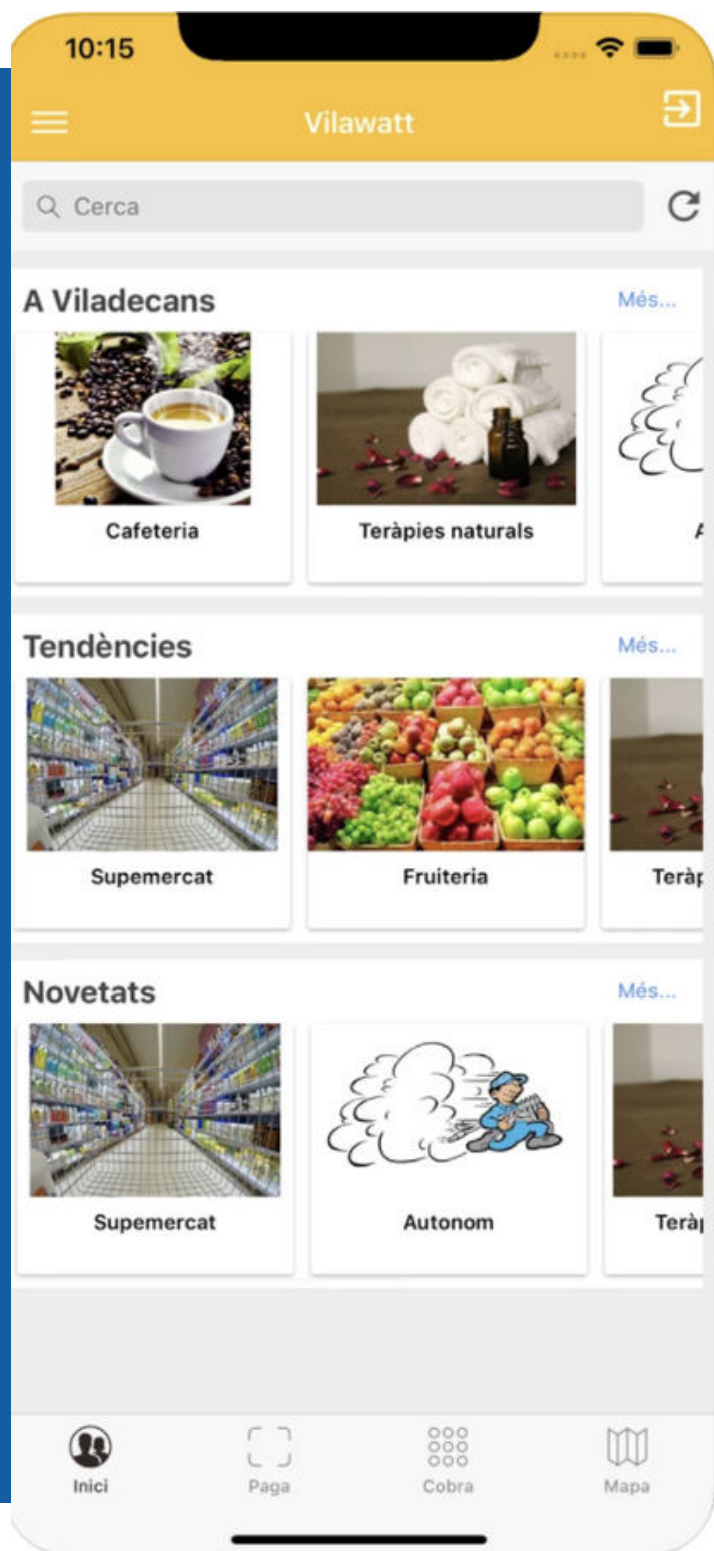 10:15
Vilawatt
Cerca
A Viladecans Més...
Cafeteria Teràpies naturals A
Tendències Més...
Supemercat Fruiteria Teràp
Novetats Més...
Supemercat Autonom Terà
Inici Paga Cobra Mapa